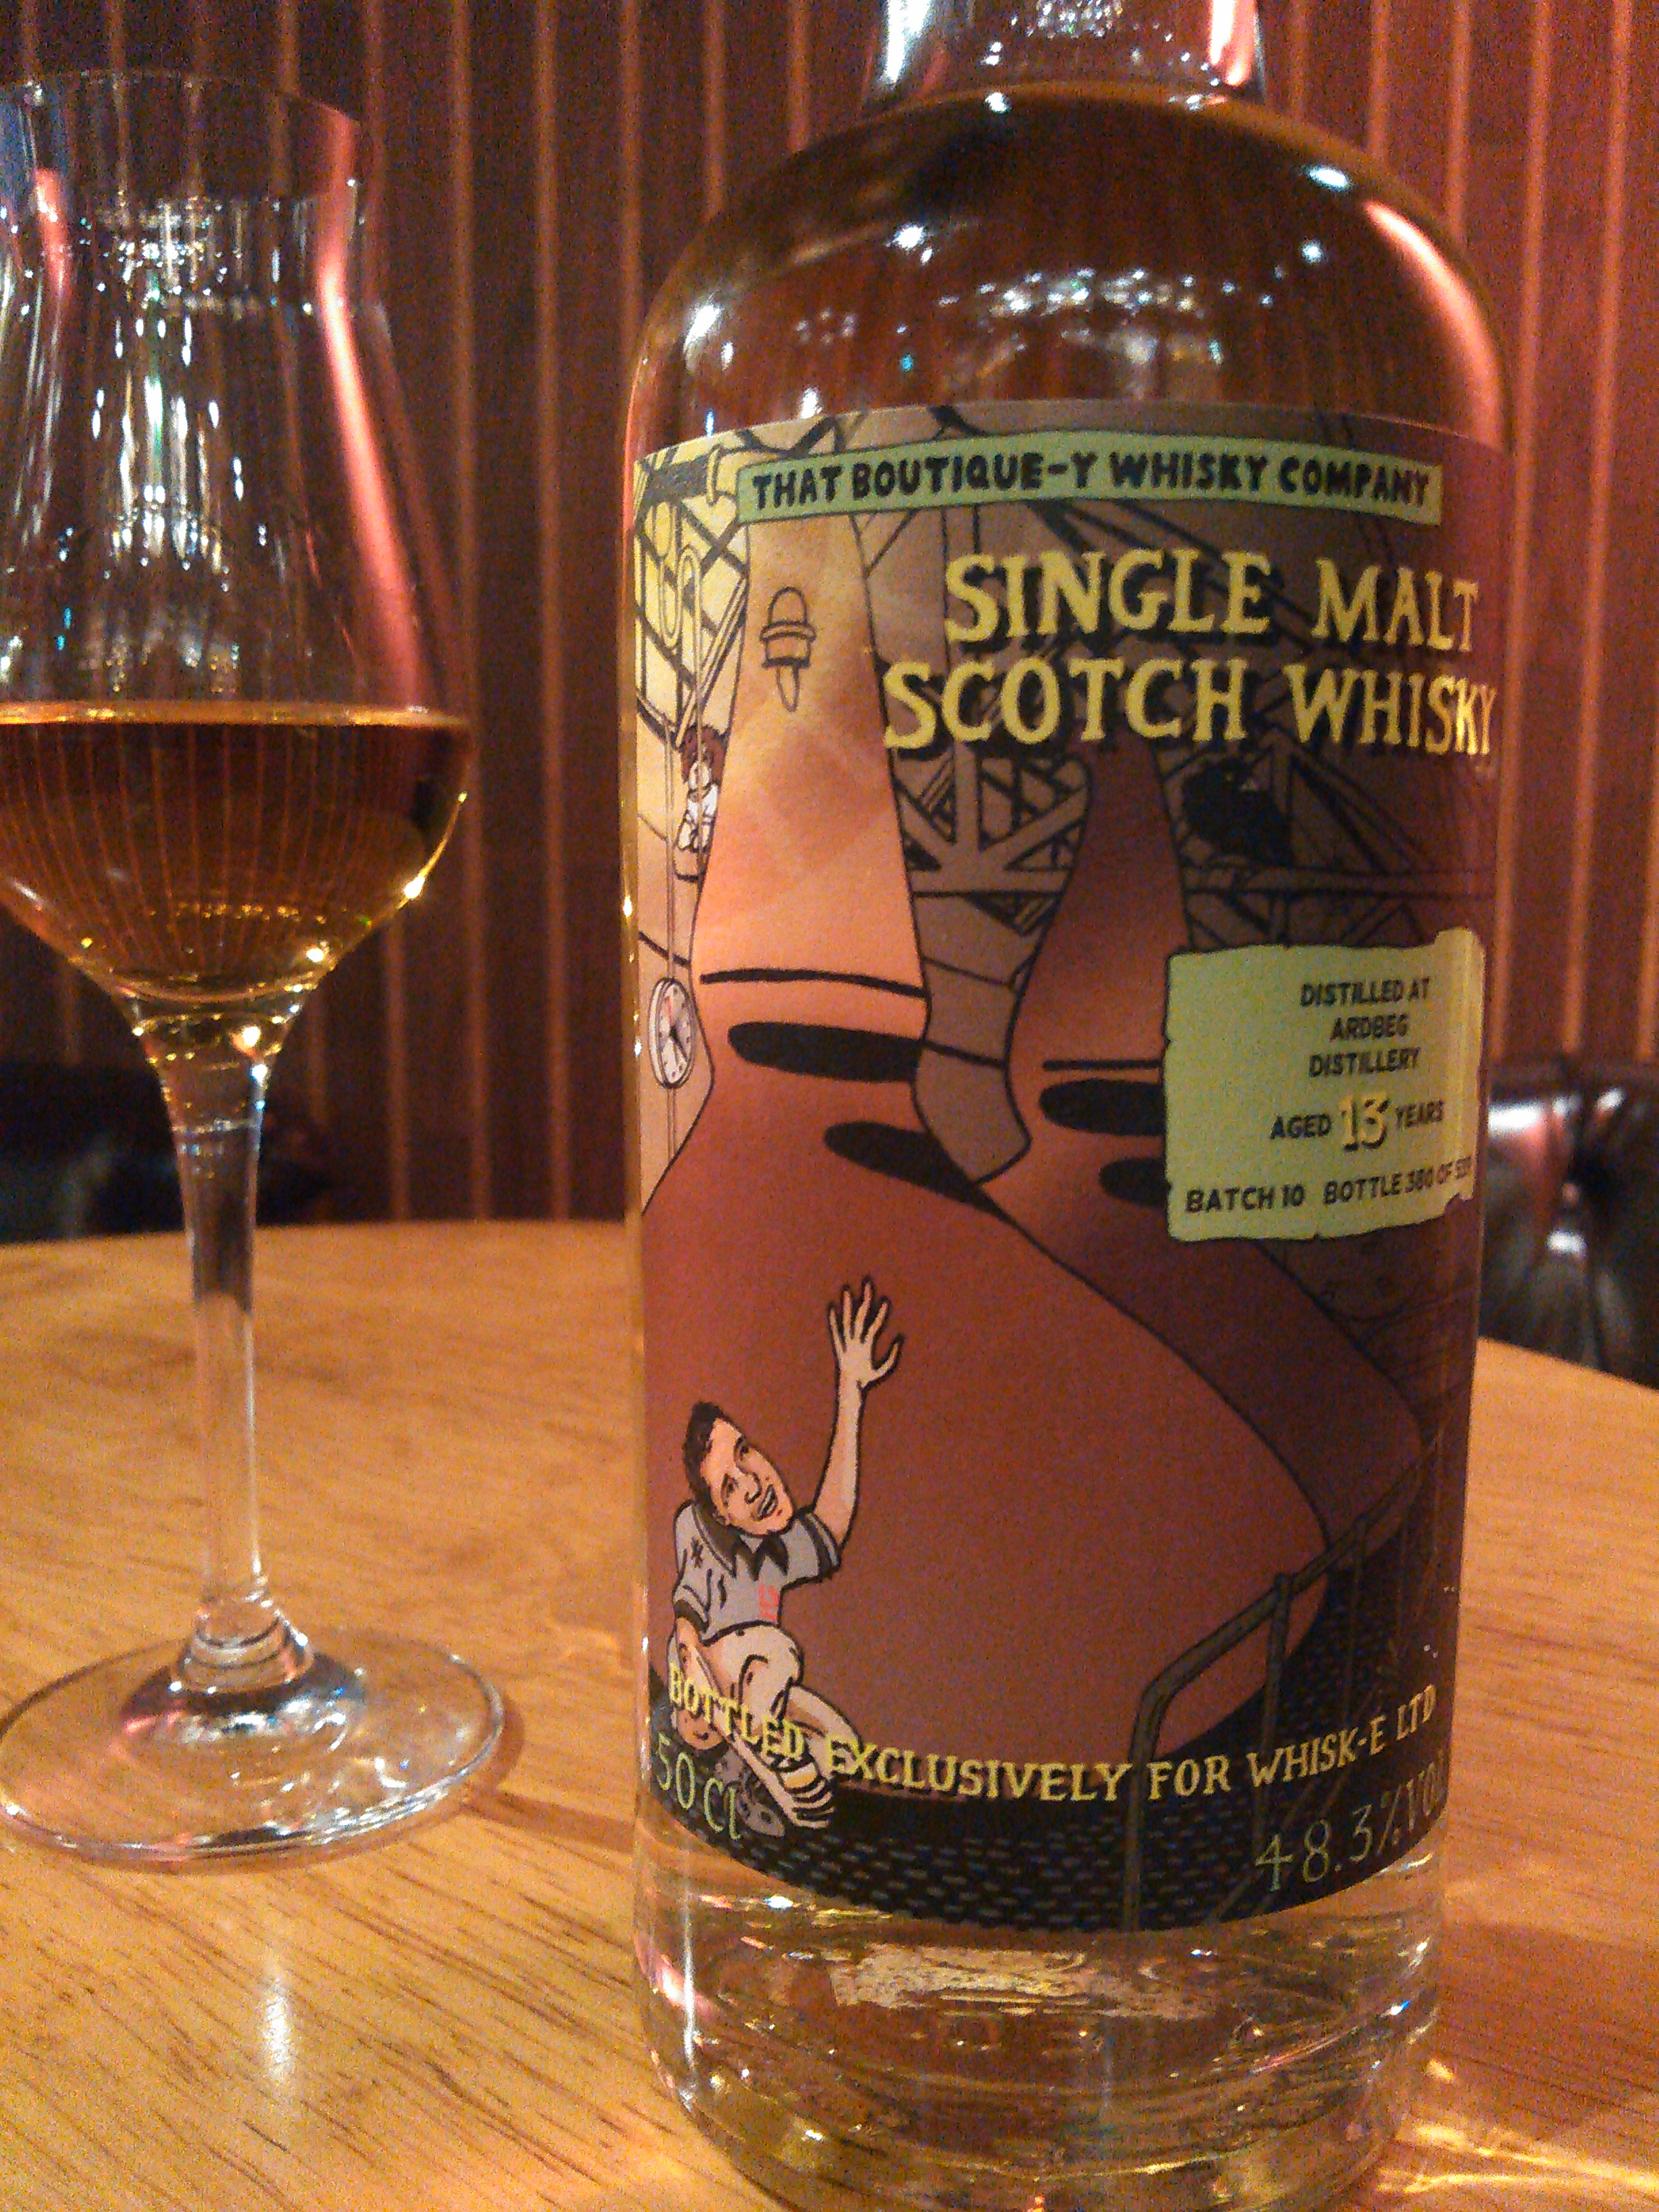 THAT BOUTIQUE-Y WHISKY COMPANY
SINGLE MALT
SCOTCH WHISKY
DISTILLED AT
ARDBEG
DISTILLERY
AGED 13 YEARS
BATCH 10 BOTTLE 380 OF
BOTTLED EXCLUSIVELY FOR WHISK-E LTD
50 Cl
48.3% VOL